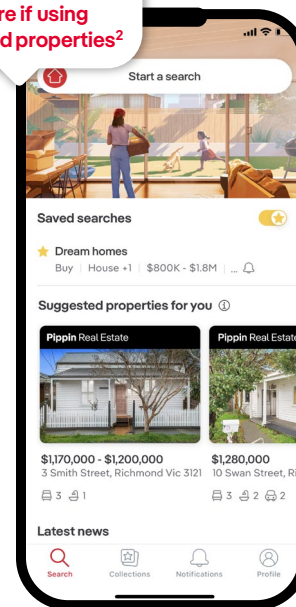 re if using
d properties²
Start a search
Saved searches
Dream homes
Buy | House +1 | $800K - $1.8M | ...
Suggested properties for you
Pippin Real Estate
Pippin Real Estate
$1,170,000 - $1,200,000
$1,280,000
3 Smith Street, Richmond Vic 3121
10 Swan Street, Ri
3 1
3 2 2
Latest news
Search
Collections
Notifications
Profile